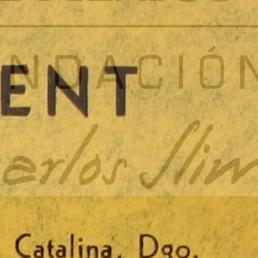 NDACIÓN
ENT
arlos Slim
Catalina, Dgo.